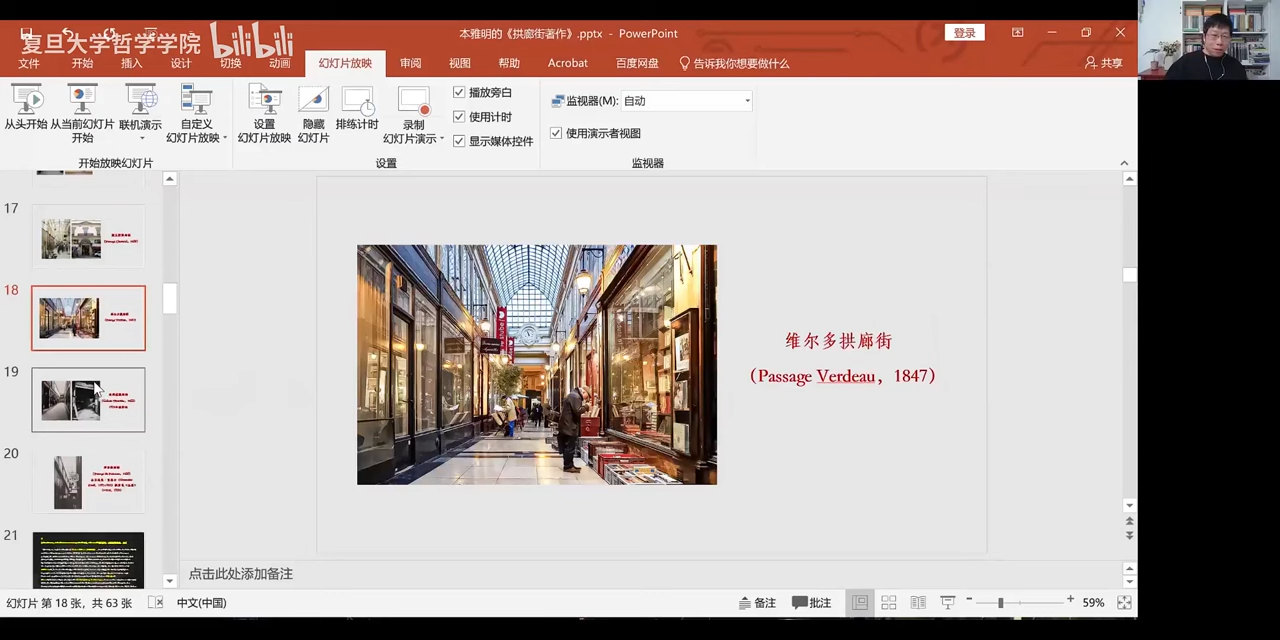 复旦大学哲学学院 bilibili
本雅明的《拱廊街著作》.pptx - PowerPoint
登录
文件 开始 插入 设计 切换 动画 幻灯片放映 审阅 视图 帮助 Acrobat 百度网盘 告诉我你想要做什么
共享
从头开始 从当前幻灯片开始 联机演示 自定义幻灯片放映
设置幻灯片放映 隐藏幻灯片 排练计时 录制幻灯片演示
播放旁白
使用计时
显示媒体控件
监视器(M): 自动
使用演示者视图
开始放映幻灯片 设置 监视器
17
18
19
20
21
维尔多拱廊街
（Passage Verdeau，1847）
点击此处添加备注
幻灯片 第 18 张，共 63 张 中文(中国) 备注 批注 59%